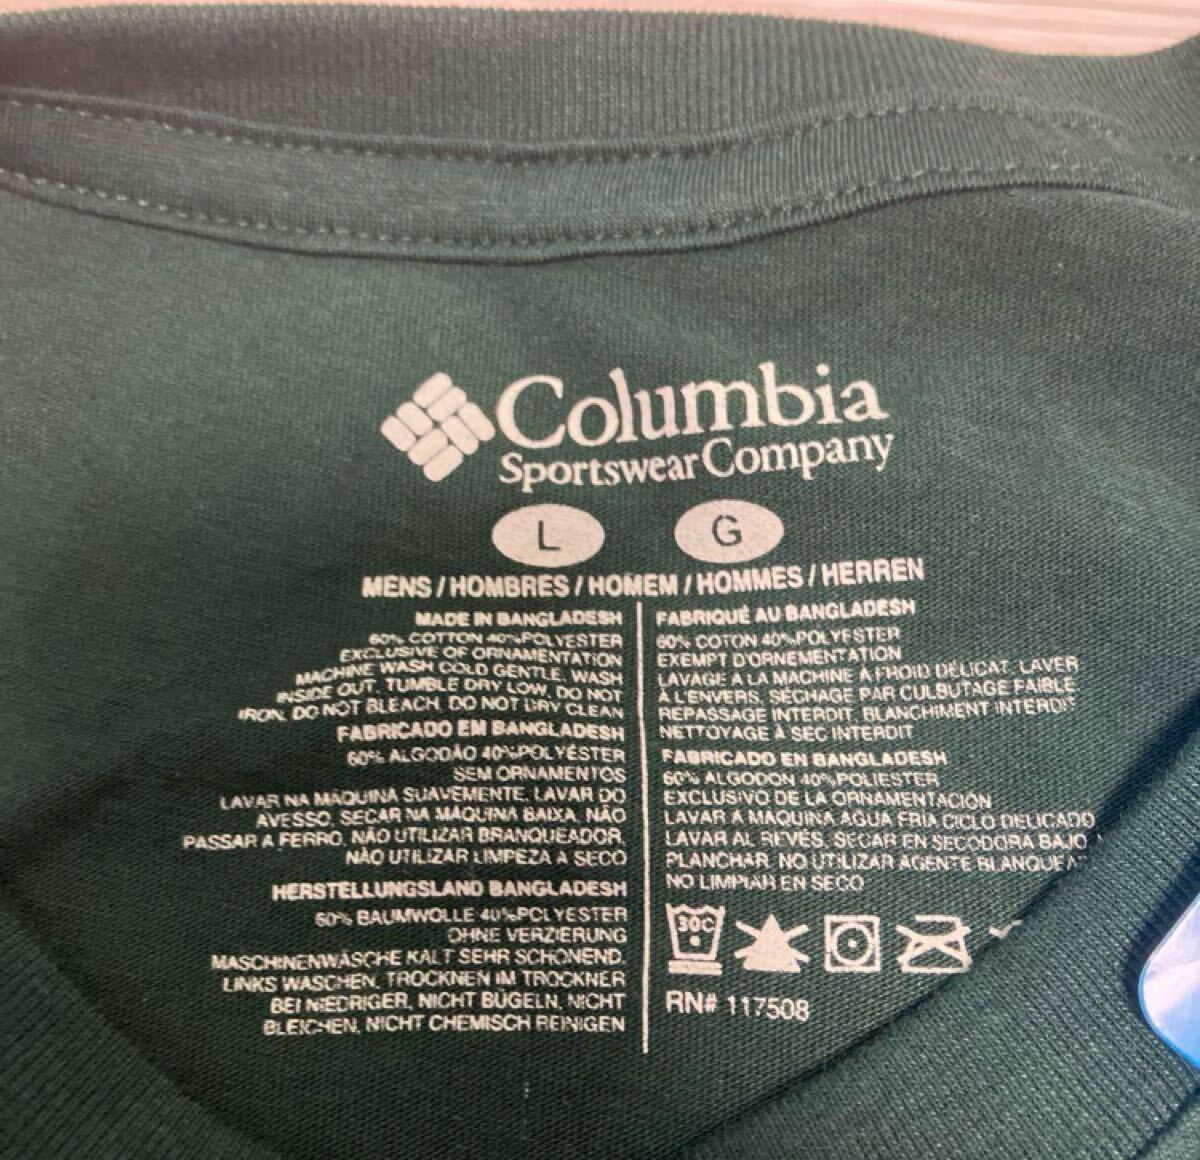 Columbia
Sportswear Company
L G
MENS / HOMBRES / HOMEM / HOMMES / HERREN
MADE IN BANGLADESH
60% COTTON 40%POLYESTER
EXCLUSIVE OF ORNAMENTATION
MACHINE WASH COLD GENTLE, WASH
INSIDE OUT, TUMBLE DRY LOW, DO NOT
IRON, DO NOT BLEACH, DO NOT DRY CLEAN
FABRICADO EM BANGLADESH
60% ALGODÃO 40%POLYÉSTER
SEM ORNAMENTOS
LAVAR NA MÁQUINA SUAVEMENTE, LAVAR DO
AVESSO, SECAR NA MÁQUINA BAIXA, NÃO
PASSAR A FERRO, NÃO UTILIZAR BRANQUEADOR,
NÃO UTILIZAR LIMPEZA A SECO
HERSTELLUNGSLAND BANGLADESH
60% BAUMWOLLE 40%POLYESTER
OHNE VERZIERUNG
MASCHINENWÄSCHE KALT SEHR SCHONEND,
LINKS WASCHEN, TROCKNEN IM TROCKNER
BEI NIEDRIGER, NICHT BÜGELN, NICHT
BLEICHEN, NICHT CHEMISCH REINIGEN
FABRIQUÉ AU BANGLADESH
60% COTON 40%POLYESTER
EXEMPT D'ORNEMENTATION
LAVAGE A LA MACHINE À FROID DÉLICAT, LAVER
À L'ENVERS, SÉCHAGE PAR CULBUTAGE FAIBLE,
REPASSAGE INTERDIT, BLANCHIMENT INTERDIT
NETTOYAGE À SEC INTERDIT
FABRICADO EN BANGLADESH
60% ALGODON 40%POLIESTER
EXCLUSIVO DE LA ORNAMENTACIÓN
LAVAR A MAQUINA AGUA FRIA CICLO DELICADO
LAVAR AL REVÉS, SECAR EN SECADORA BAJO
PLANCHAR, NO UTILIZAR AGENTE
NO LIMPIAR EN SECO
30C
RN# 117508